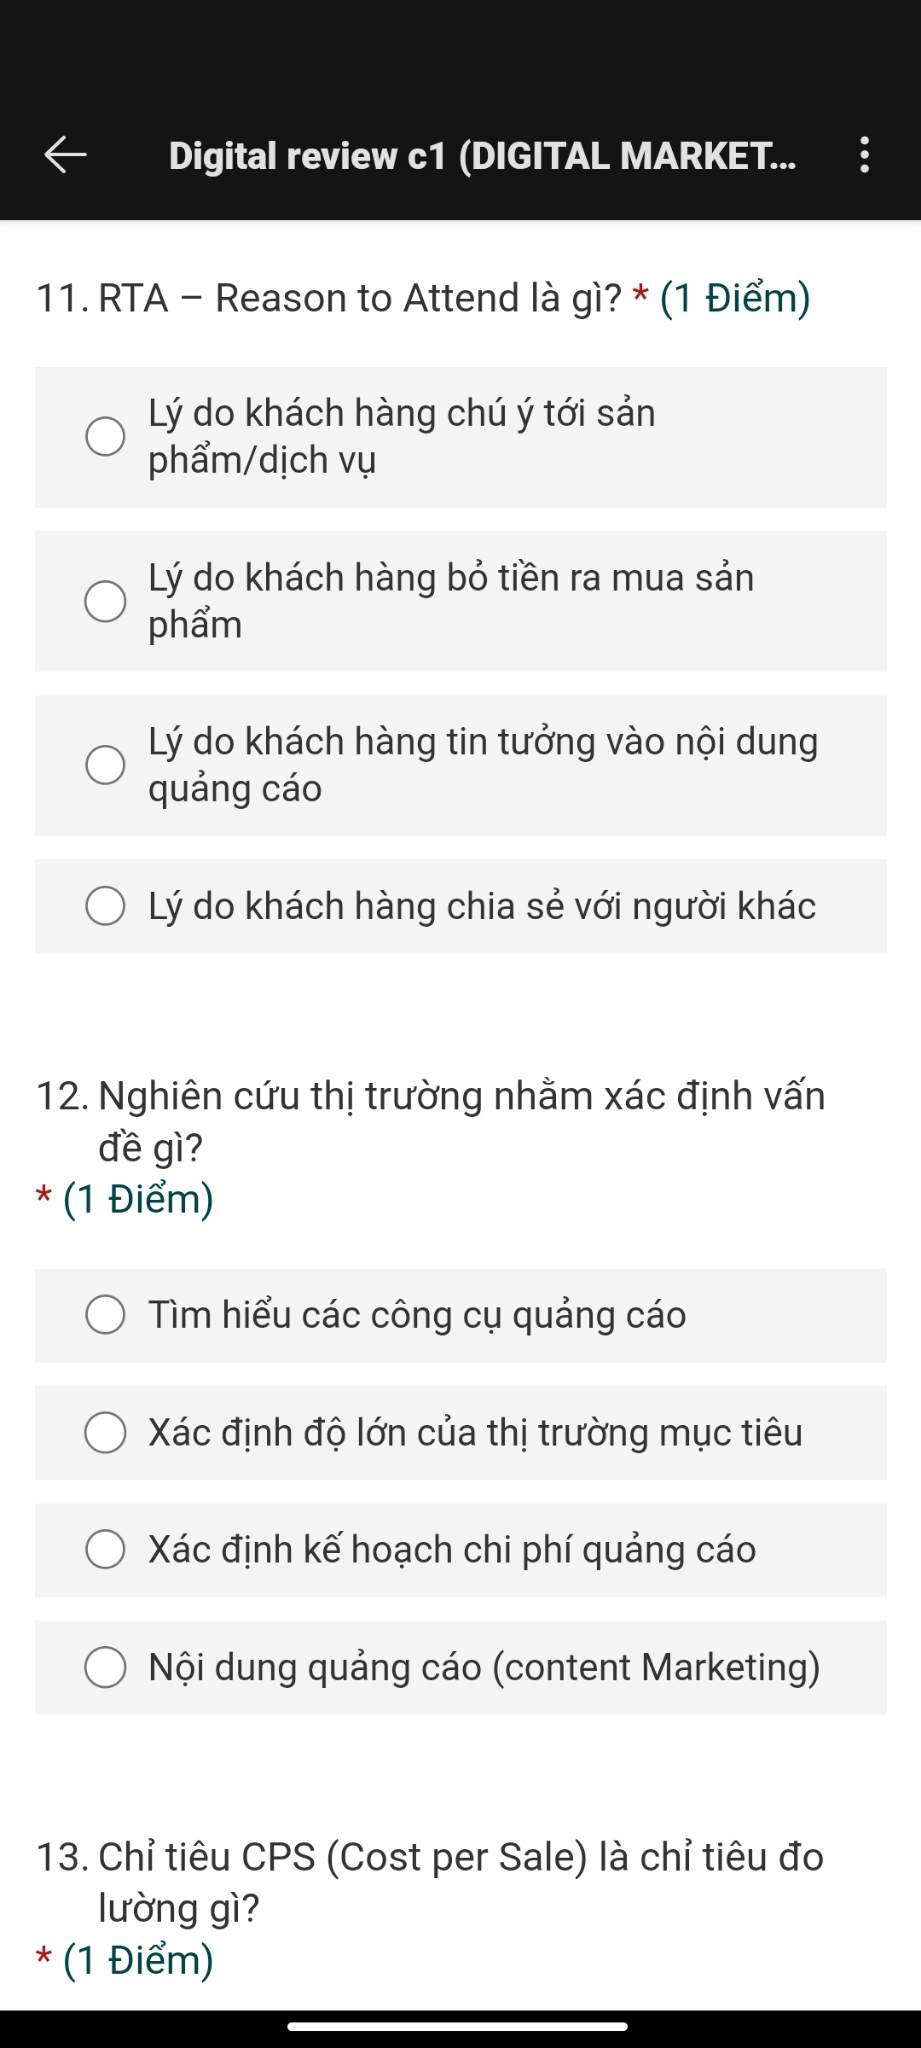 Digital review c1 (DIGITAL MARKET...
11. RTA – Reason to Attend là gì? * (1 Điểm)
Lý do khách hàng chú ý tới sản
phẩm/dịch vụ
Lý do khách hàng bỏ tiền ra mua sản
phẩm
Lý do khách hàng tin tưởng vào nội dung
quảng cáo
Lý do khách hàng chia sẻ với người khác
12. Nghiên cứu thị trường nhằm xác định vấn
đề gì?
* (1 Điểm)
Tìm hiểu các công cụ quảng cáo
Xác định độ lớn của thị trường mục tiêu
Xác định kế hoạch chi phí quảng cáo
Nội dung quảng cáo (content Marketing)
13. Chỉ tiêu CPS (Cost per Sale) là chỉ tiêu đo
lường gì?
* (1 Điểm)